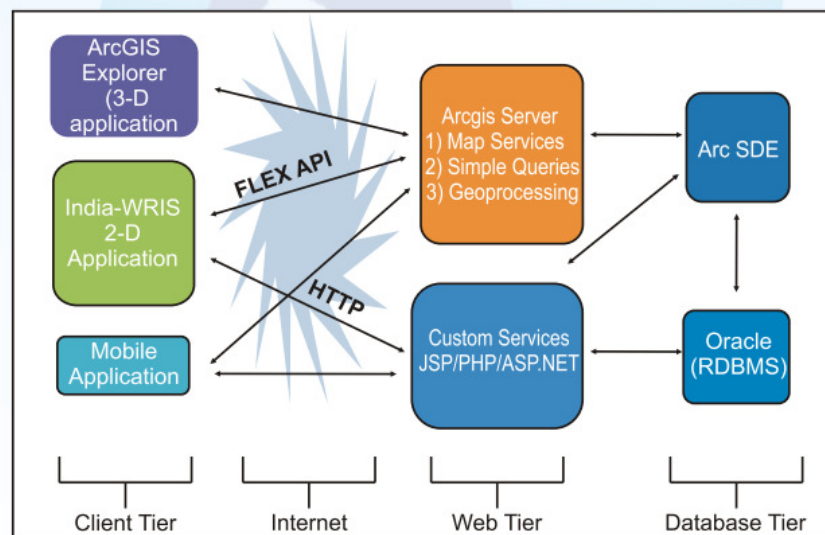 ArcGIS
Explorer
(3-D
application
India-WRIS
2-D
Application
Mobile
Application
FLEX API
HTTP
Arcgis Server
1) Map Services
2) Simple Queries
3) Geoprocessing
Custom Services
JSP/PHP/ASP.NET
Arc SDE
Oracle
(RDBMS)
Client Tier
Internet
Web Tier
Database Tier